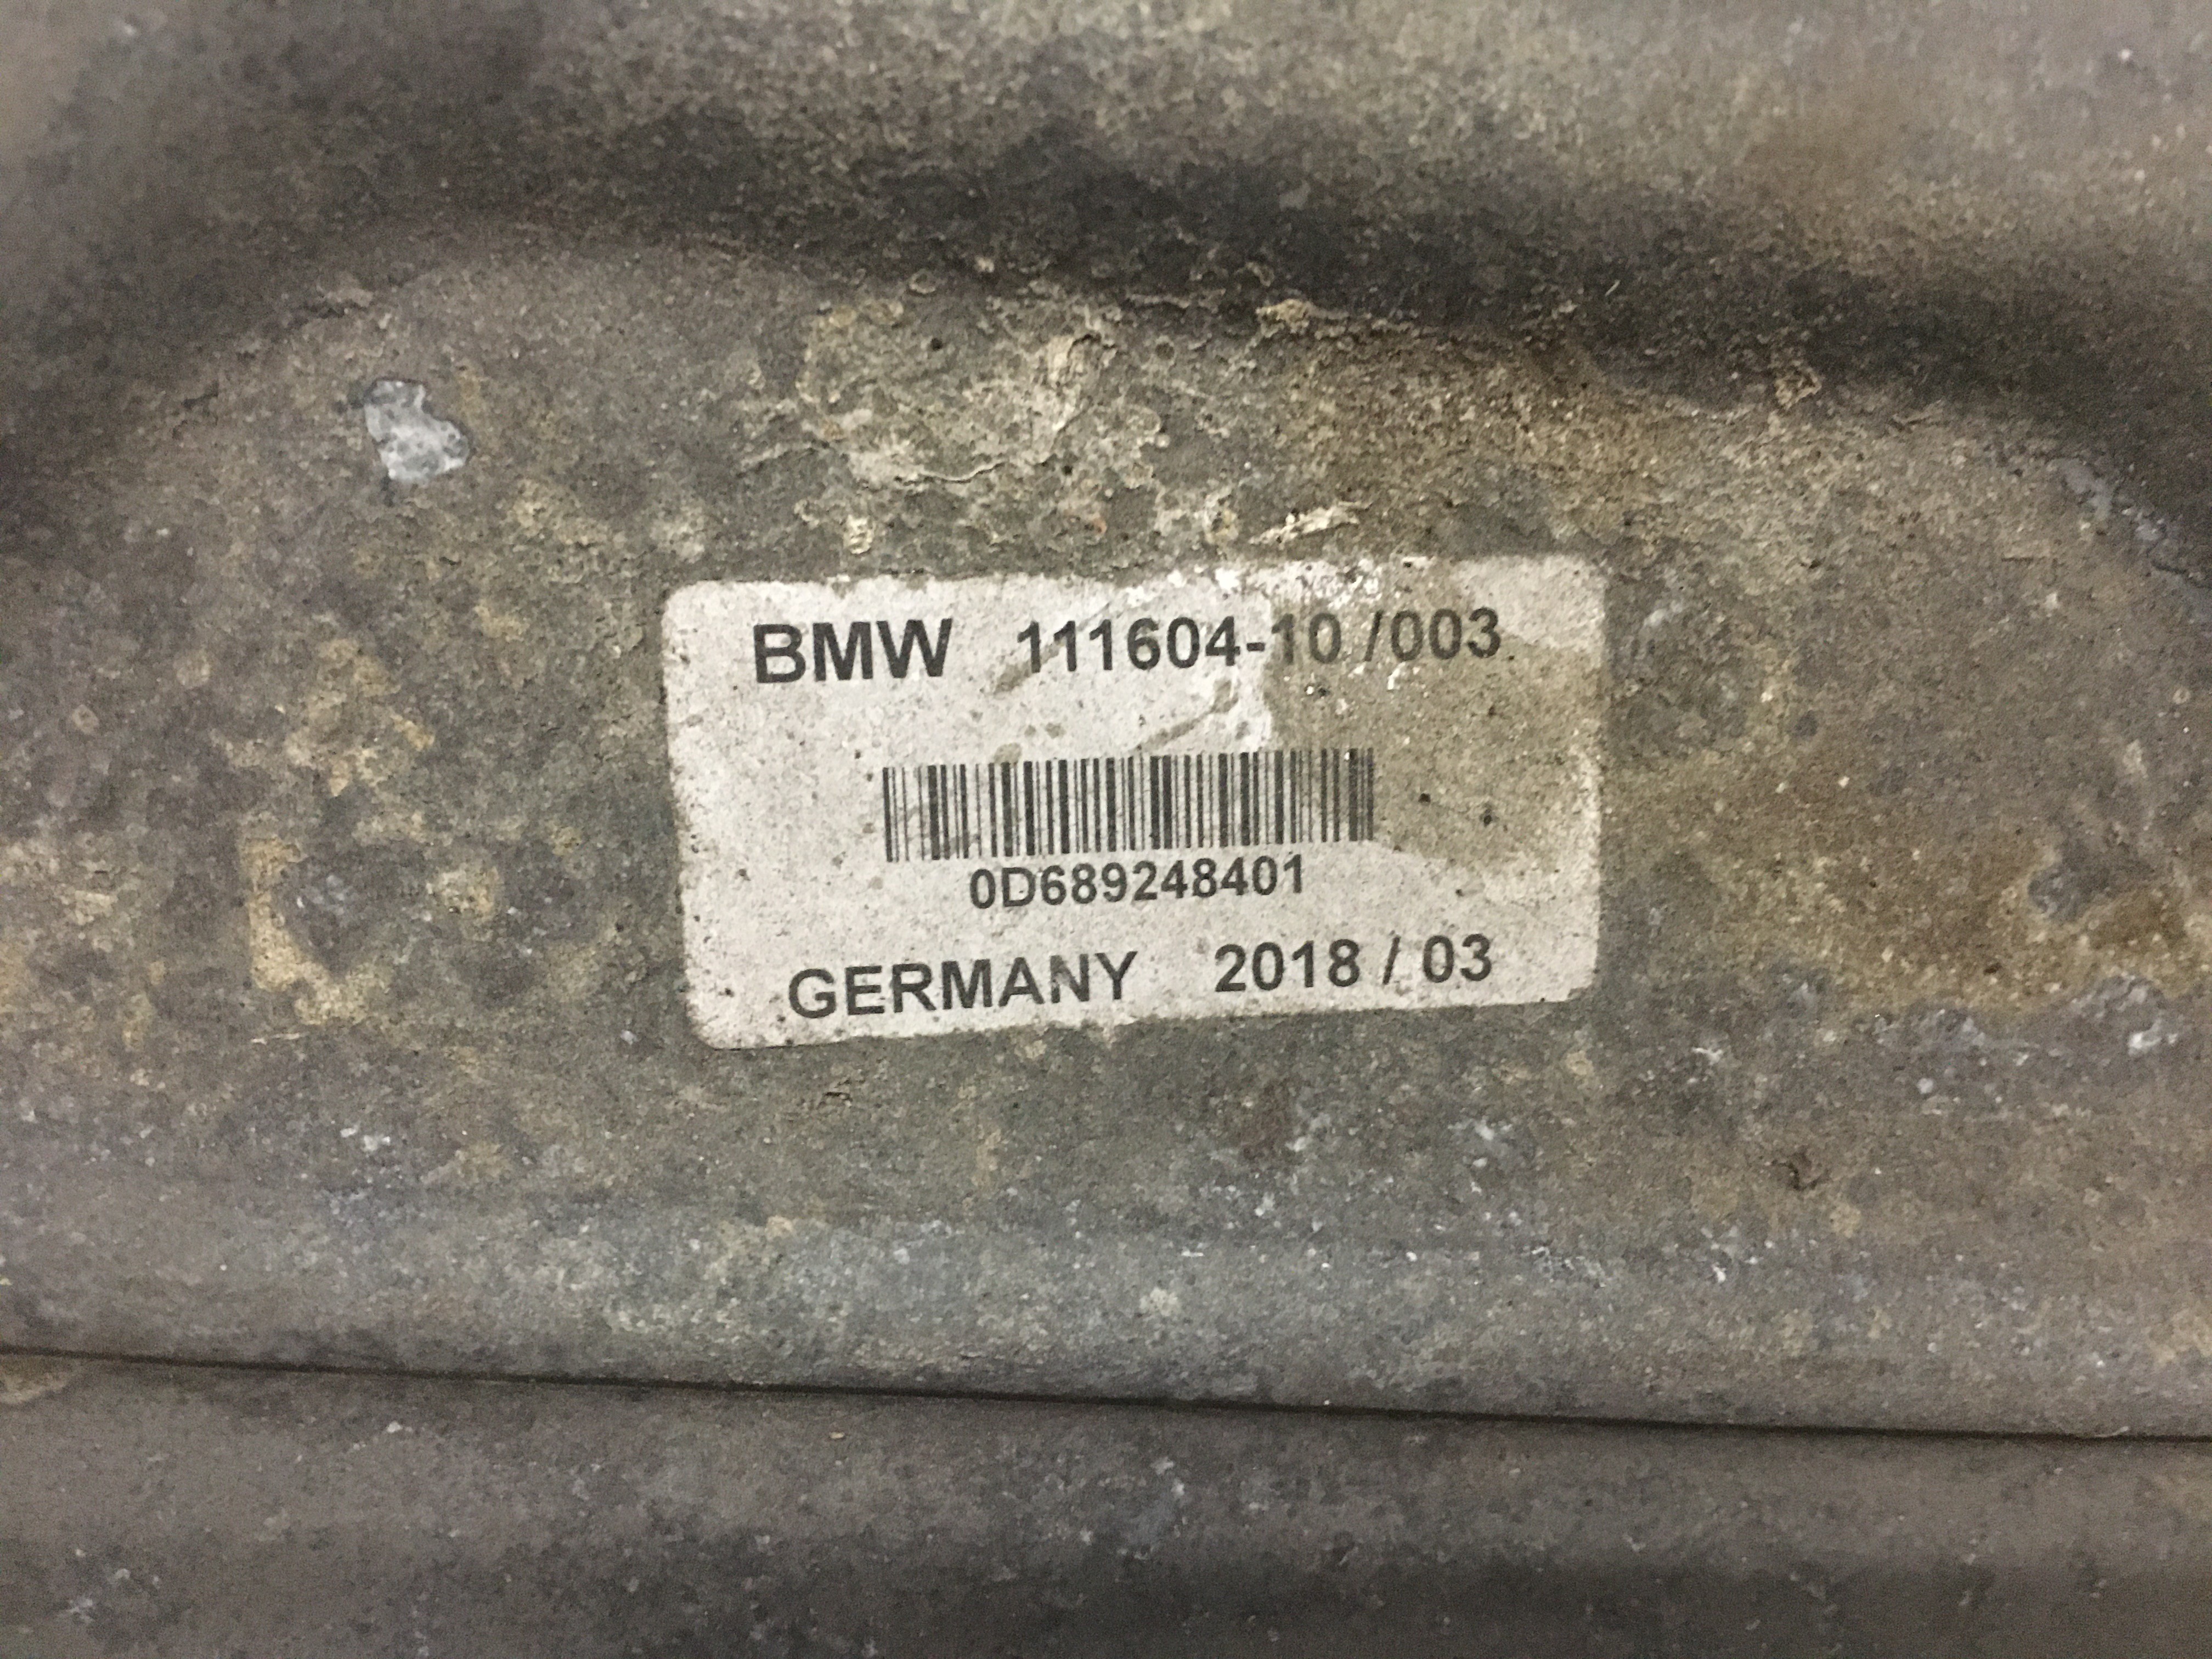 BMW 111604-10 /003
0D689248401
GERMANY 2018 / 03